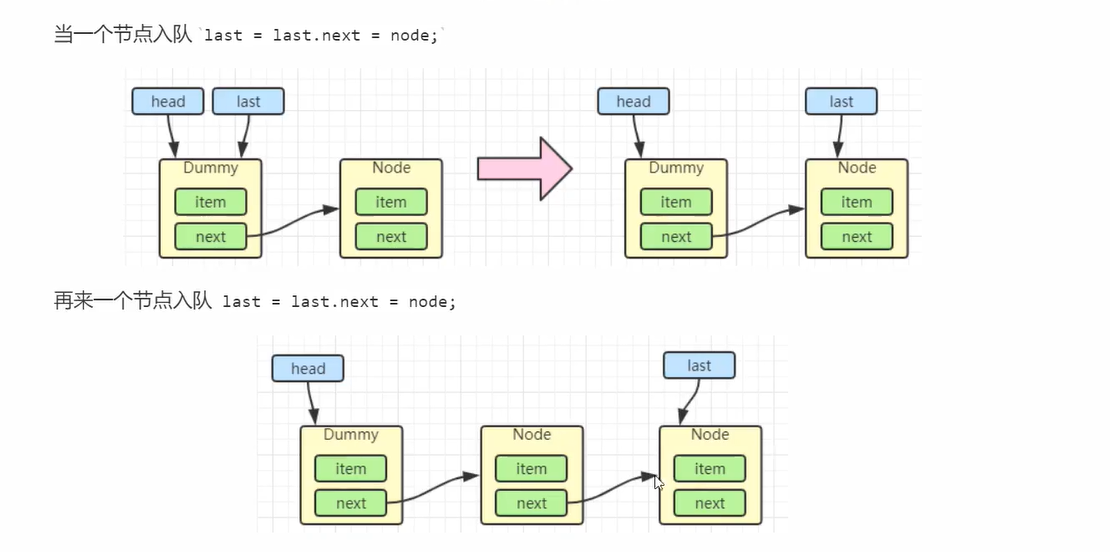 当一个节点入队 `last = last.next = node;`
head last head last
Dummy Node Dummy Node
item item item item
next next next next
再来一个节点入队 last = last.next = node;
head last
Dummy Node Node
item item item
next next next